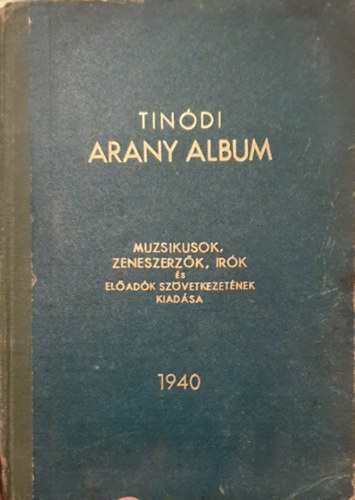 TINÓDI
ARANY ALBUM
MUZSIKUSOK,
ZENESZERZŐK, IRÓK
ÉS
ELŐADÓK SZÖVETKEZETÉNEK
KIADÁSA
1940